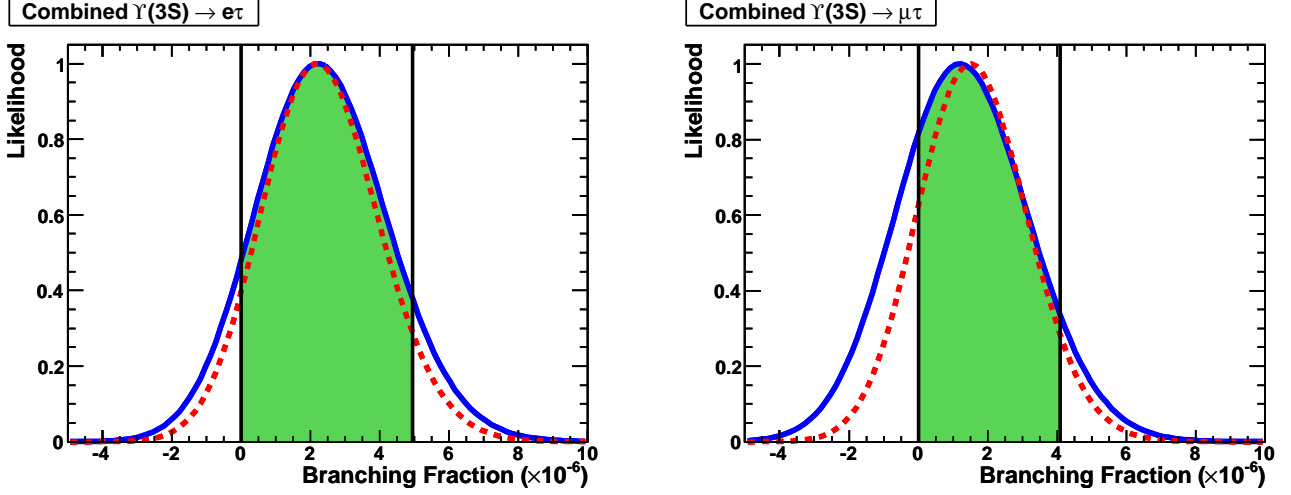 Combined ϒ(3S) → eτ
Likelihood
1
0.8
0.6
0.4
0.2
0
-4 -2 0 2 4 6 8 10
Branching Fraction (×10⁻⁶)
Combined ϒ(3S) → μτ
Likelihood
1
0.8
0.6
0.4
0.2
0
-4 -2 0 2 4 6 8 10
Branching Fraction (×10⁻⁶)